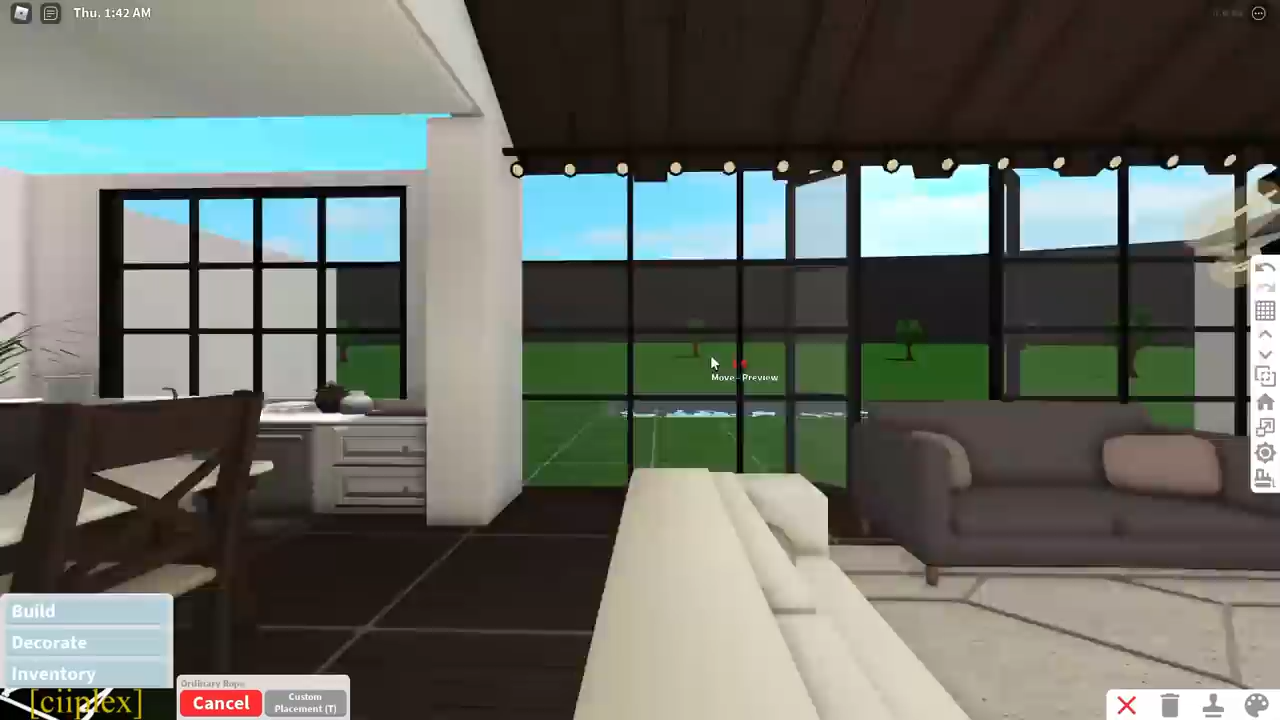 Thu. 1:42 AM
Move - Preview
Build
Decorate
Inventory
Ordinary Rope
Cancel
Custom
Placement (T)
[ciiplex]